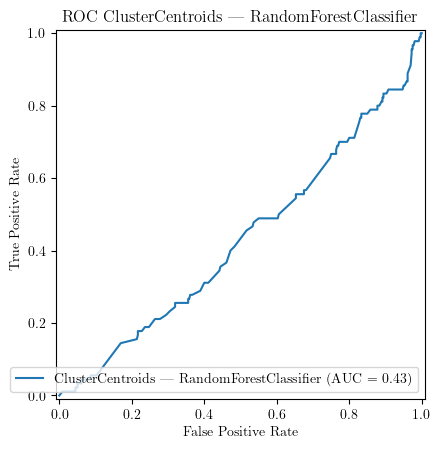 ROC ClusterCentroids — RandomForestClassifier
1.0
0.8
0.6
0.4
0.2
0.0
True Positive Rate
ClusterCentroids — RandomForestClassifier (AUC = 0.43)
0.0 0.2 0.4 0.6 0.8 1.0
False Positive Rate